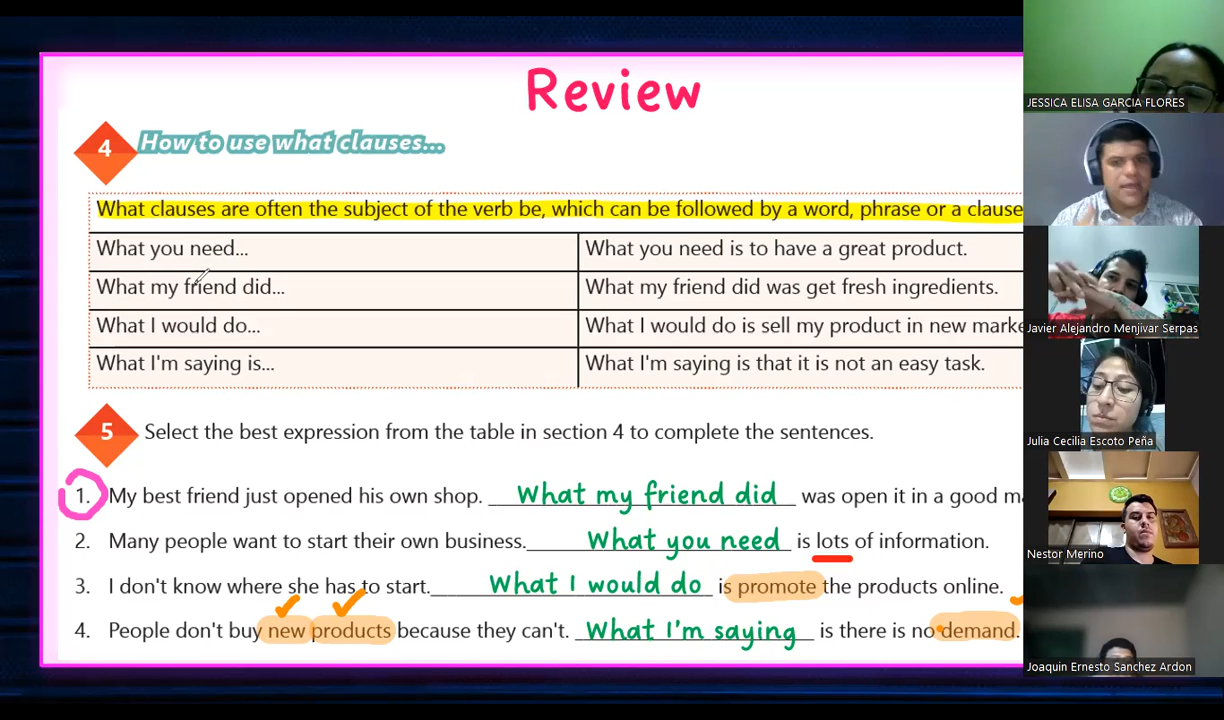 Review
4 How to use what clauses...
What clauses are often the subject of the verb be, which can be followed by a word, phrase or a clause
What you need... What you need is to have a great product.
What my friend did... What my friend did was get fresh ingredients.
What I would do... What I would do is sell my product in new marke
What I'm saying is... What I'm saying is that it is not an easy task.
5 Select the best expression from the table in section 4 to complete the sentences.
1. My best friend just opened his own shop. What my friend did was open it in a good ma
2. Many people want to start their own business. What you need is lots of information.
3. I don't know where she has to start. What I would do is promote the products online.
4. People don't buy new products because they can't. What I'm saying is there is no demand.
JESSICA ELISA GARCIA FLORES
Javier Alejandro Menjivar Serpas
Julia Cecilia Escoto Peña
Nestor Merino
Joaquin Ernesto Sanchez Ardon